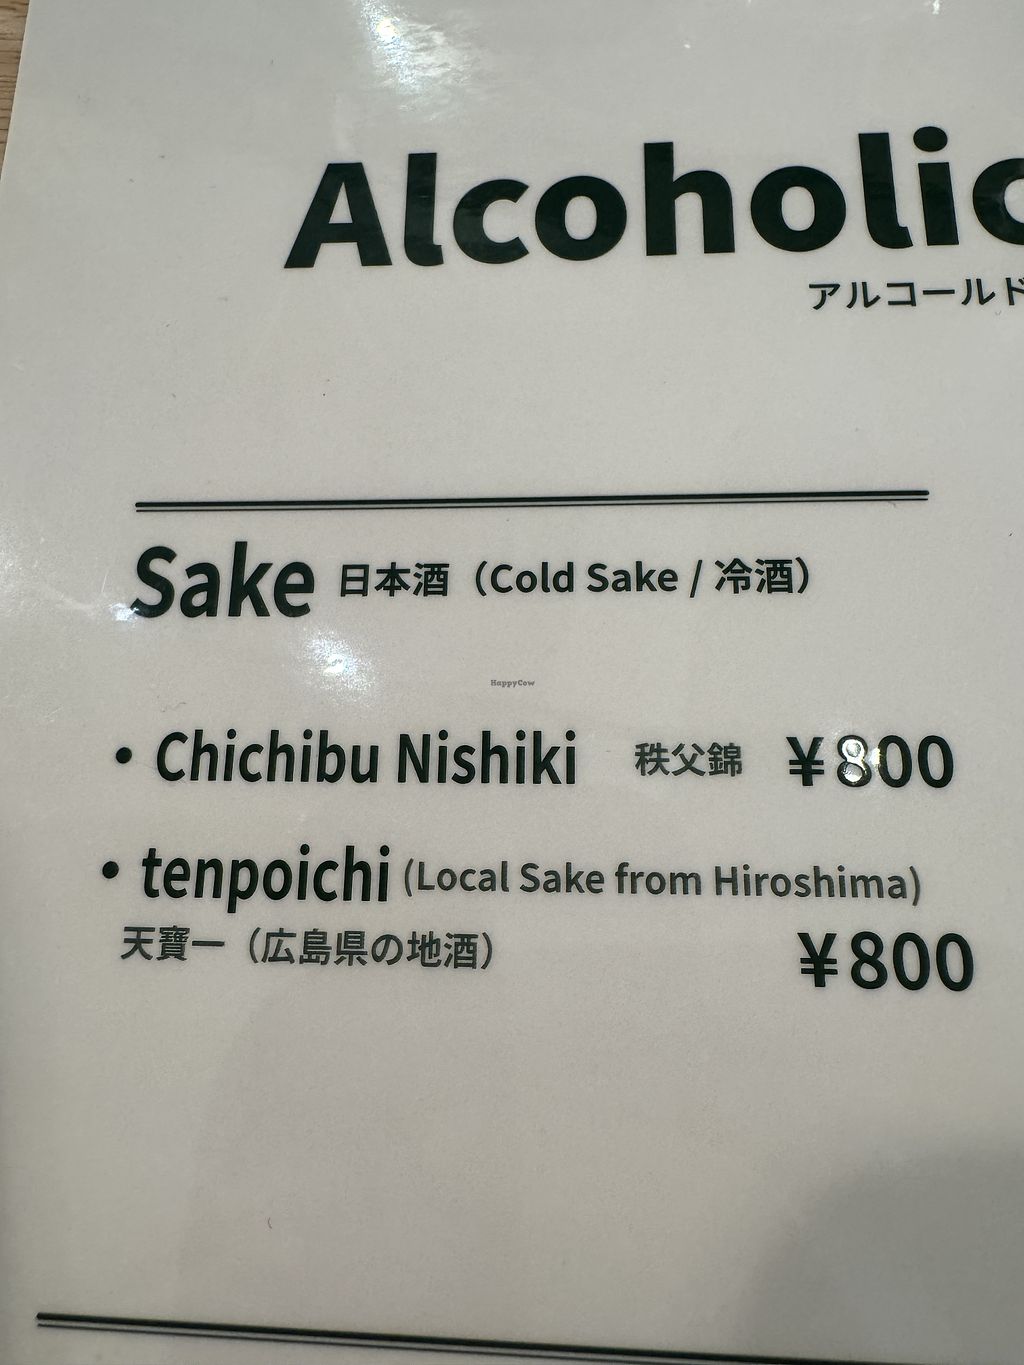 Alcoholic
アルコールド
Sake 日本酒（Cold Sake / 冷酒）
HappyCow
• Chichibu Nishiki 秩父錦 ¥800
• tenpoichi (Local Sake from Hiroshima)
天寶一（広島県の地酒） ¥800